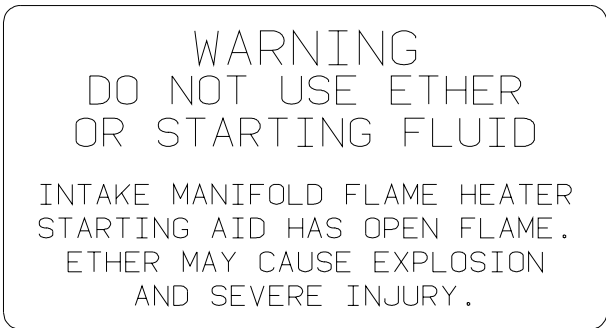 WARNING
DO NOT USE ETHER
OR STARTING FLUID
INTAKE MANIFOLD FLAME HEATER
STARTING AID HAS OPEN FLAME.
ETHER MAY CAUSE EXPLOSION
AND SEVERE INJURY.